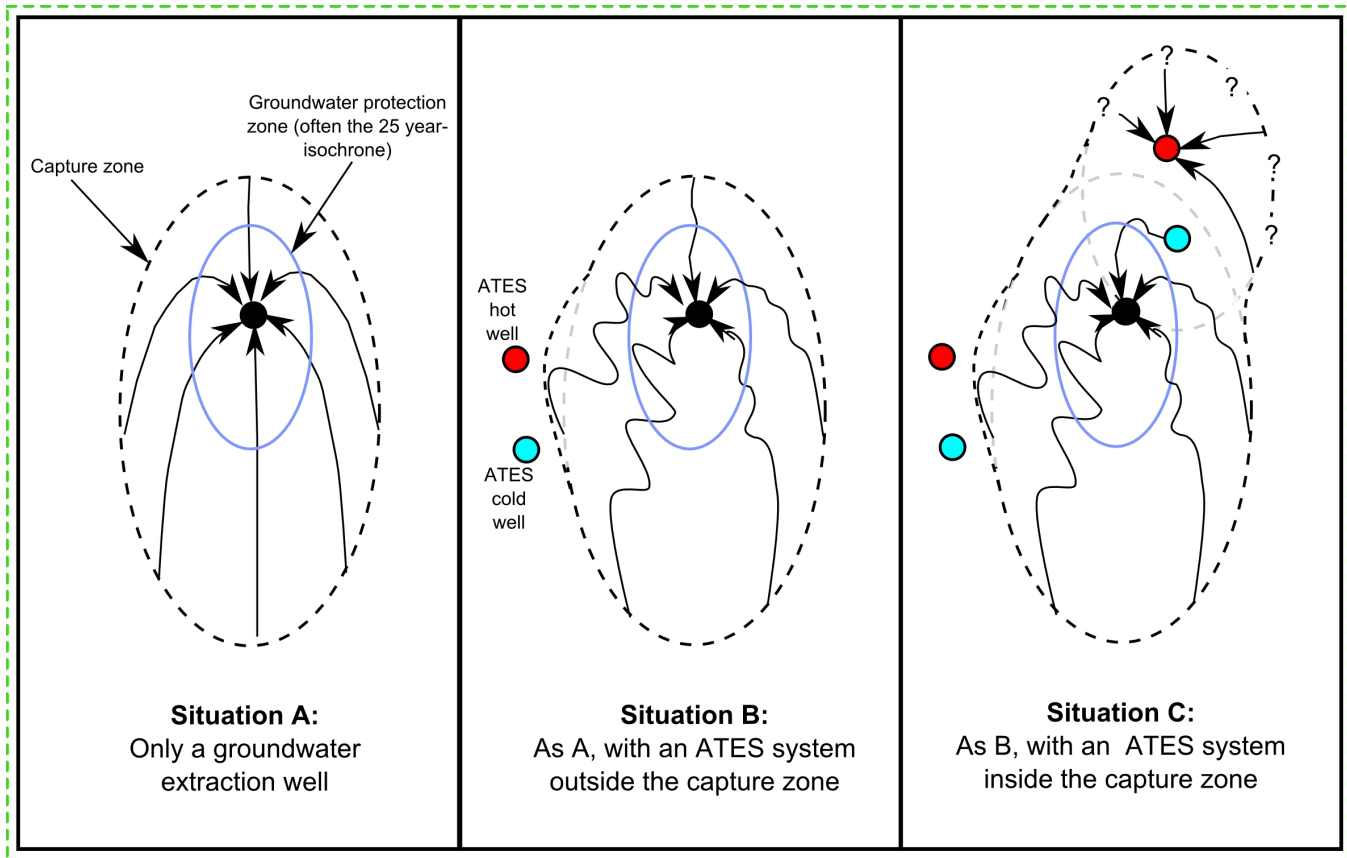 Groundwater protection
zone (often the 25 year-
isochrone)
Capture zone
Situation A:
Only a groundwater
extraction well
ATES
hot
well
ATES
cold
well
Situation B:
As A, with an ATES system
outside the capture zone
?
?
?
?
?
Situation C:
As B, with an ATES system
inside the capture zone